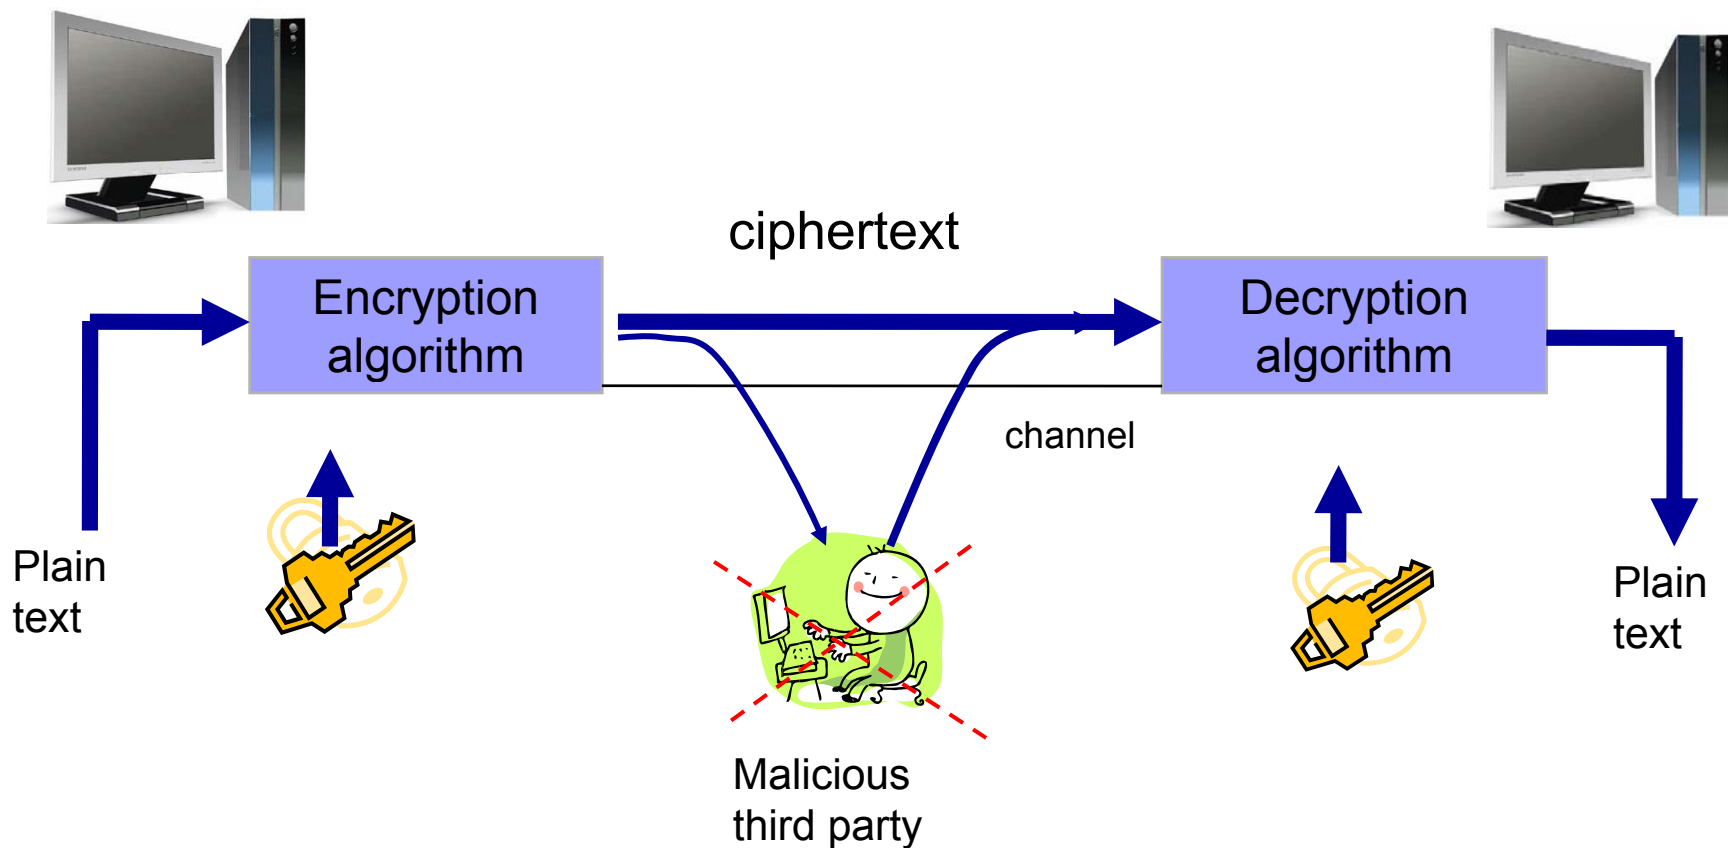 ciphertext
Encryption
algorithm
Decryption
algorithm
channel
Plain
text
Plain
text
Malicious
third party